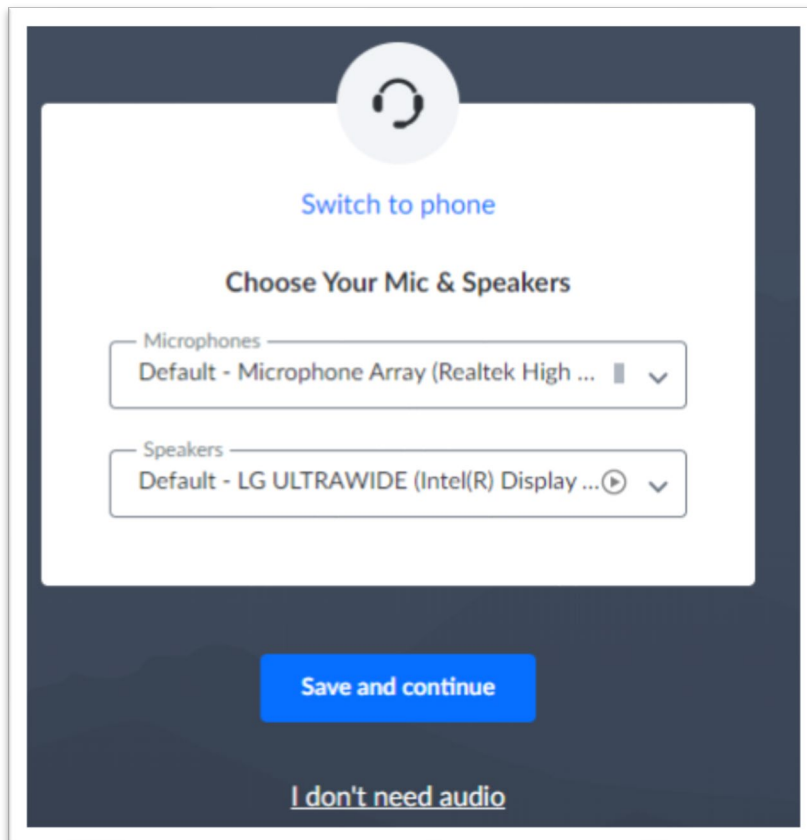 Switch to phone
Choose Your Mic & Speakers
Microphones
Default - Microphone Array (Realtek High ...
Speakers
Default - LG ULTRAWIDE (Intel(R) Display ...
Save and continue
I don't need audio